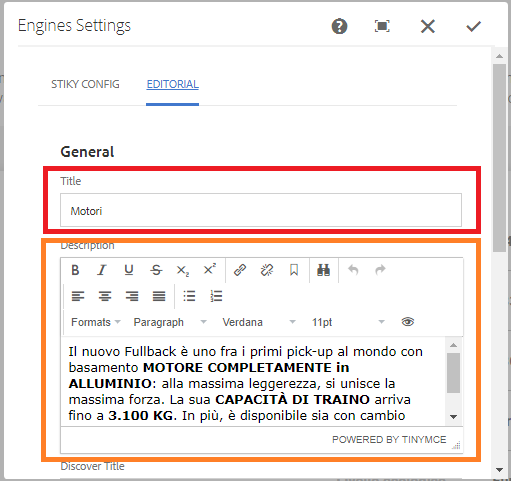 Engines Settings
STIKY CONFIG EDITORIAL
General
Title
Motori
Description
Formats Paragraph Verdana 11pt
Il nuovo Fullback è uno fra i primi pick-up al mondo con
basamento MOTORE COMPLETAMENTE in
ALLUMINIO: alla massima leggerezza, si unisce la
massima forza. La sua CAPACITÀ DI TRAINO arriva
fino a 3.100 KG. In più, è disponibile sia con cambio
POWERED BY TINYMCE
Discover Title